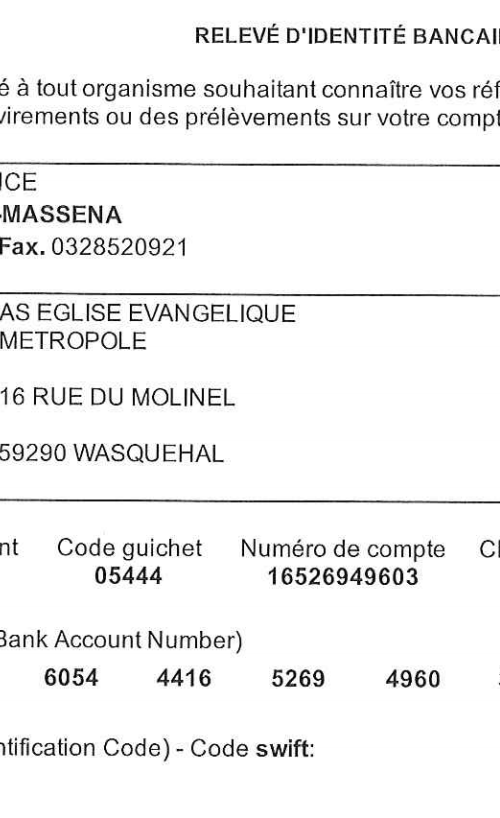 RELEVÉ D'IDENTITÉ BANCAI
é à tout organisme souhaitant connaître vos réf
virements ou des prélèvements sur votre compt
NCE
-MASSENA
Fax. 0328520921
AS EGLISE EVANGELIQUE
METROPOLE
16 RUE DU MOLINEL
59290 WASQUEHAL
nt Code guichet Numéro de compte Cl
05444 16526949603
Bank Account Number)
6054 4416 5269 4960
ntification Code) - Code swift: